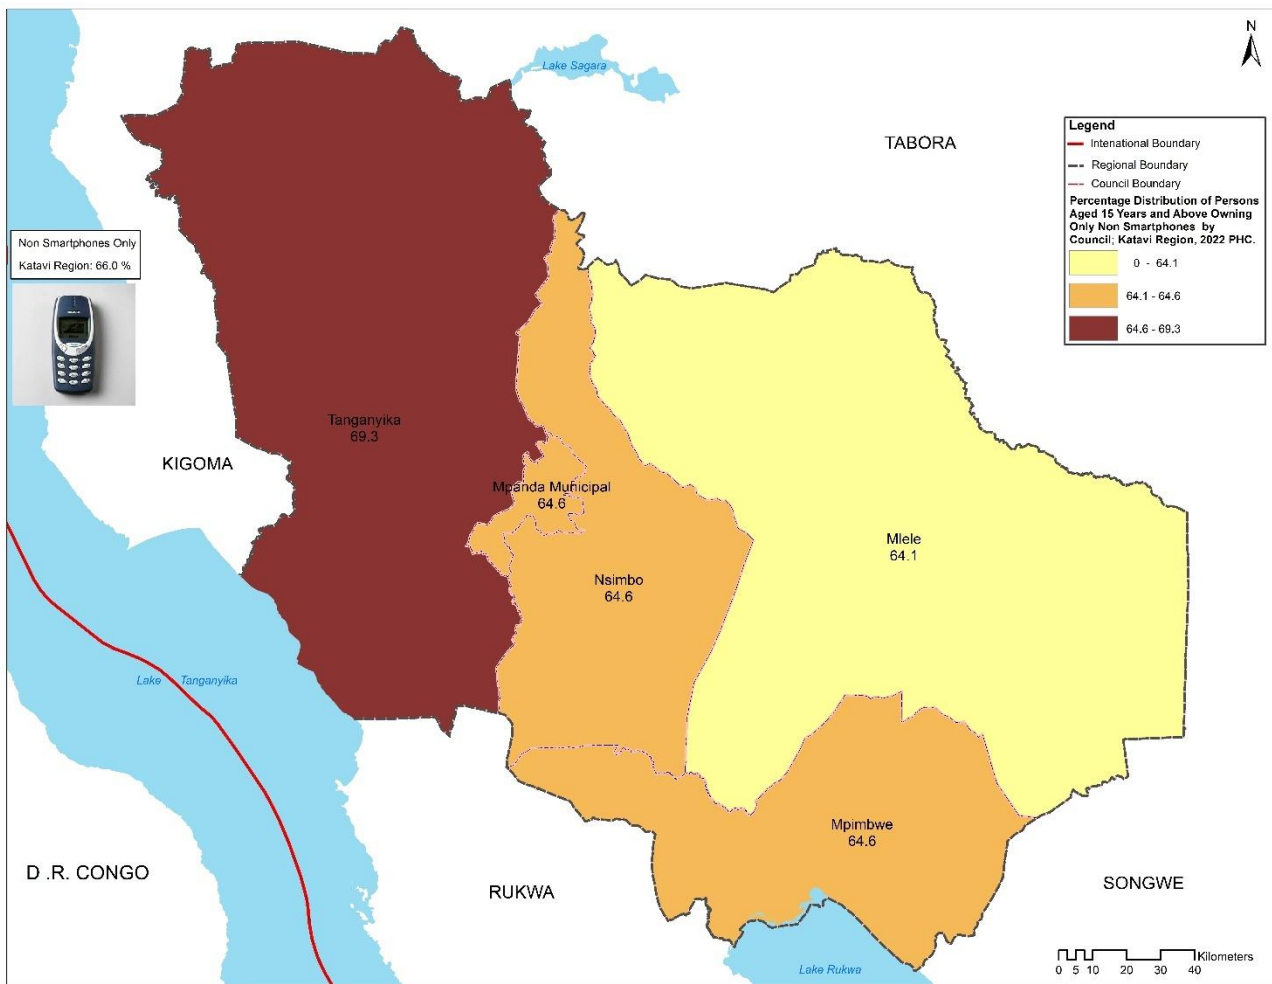 N
Lake Sagara
TABORA
Legend
Intenational Boundary
Regional Boundary
Council Boundary
Percentage Distribution of Persons
Aged 15 Years and Above Owning
Only Non Smartphones by
Council; Katavi Region, 2022 PHC.
0 - 64.1
64.1 - 64.6
64.6 - 69.3
Non Smartphones Only
Katavi Region: 66.0 %
Tanganyika
69.3
KIGOMA
Mpanda Municipal
64.6
Mlele
64.1
Nsimbo
64.6
Lake Tanganyika
Mpimbwe
64.6
D .R. CONGO
RUKWA
SONGWE
Lake Rukwa
Kilometers
0 5 10 20 30 40